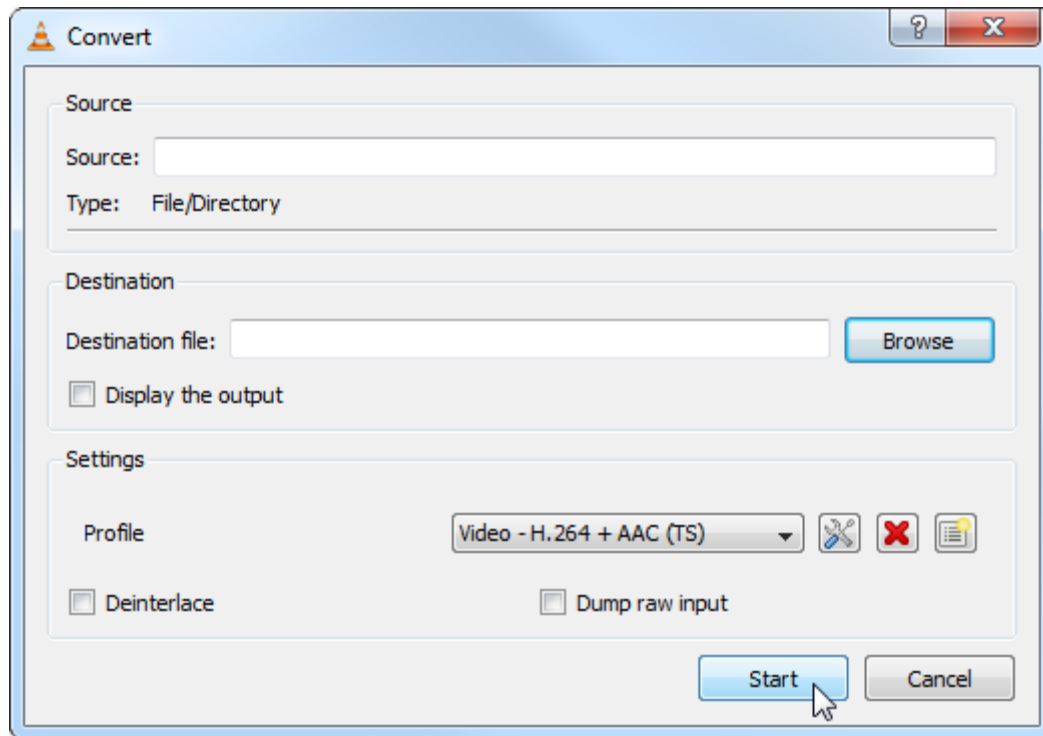 Convert
Source
Source:
Type: File/Directory
Destination
Destination file:
Browse
Display the output
Settings
Profile
Video - H.264 + AAC (TS)
Deinterlace
Dump raw input
Start
Cancel